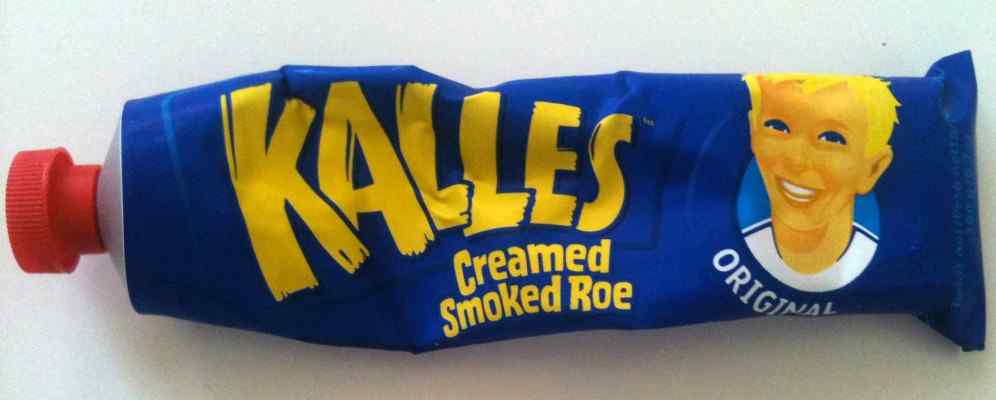 KALLES
Creamed
Smoked Roe
ORIGINAL